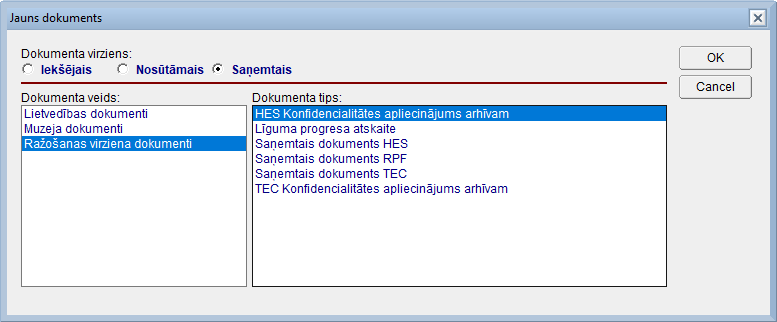 Jauns dokuments
Dokumenta virziens:
Iekšējais Nosūtāmais Saņemtais
OK
Cancel
Dokumenta veids:
Lietvedības dokumenti
Muzeja dokumenti
Ražošanas virziena dokumenti
Dokumenta tips:
HES Konfidencialitātes apliecinājums arhīvam
Līguma progresa atskaite
Saņemtais dokuments HES
Saņemtais dokuments RPF
Saņemtais dokuments TEC
TEC Konfidencialitātes apliecinājums arhīvam